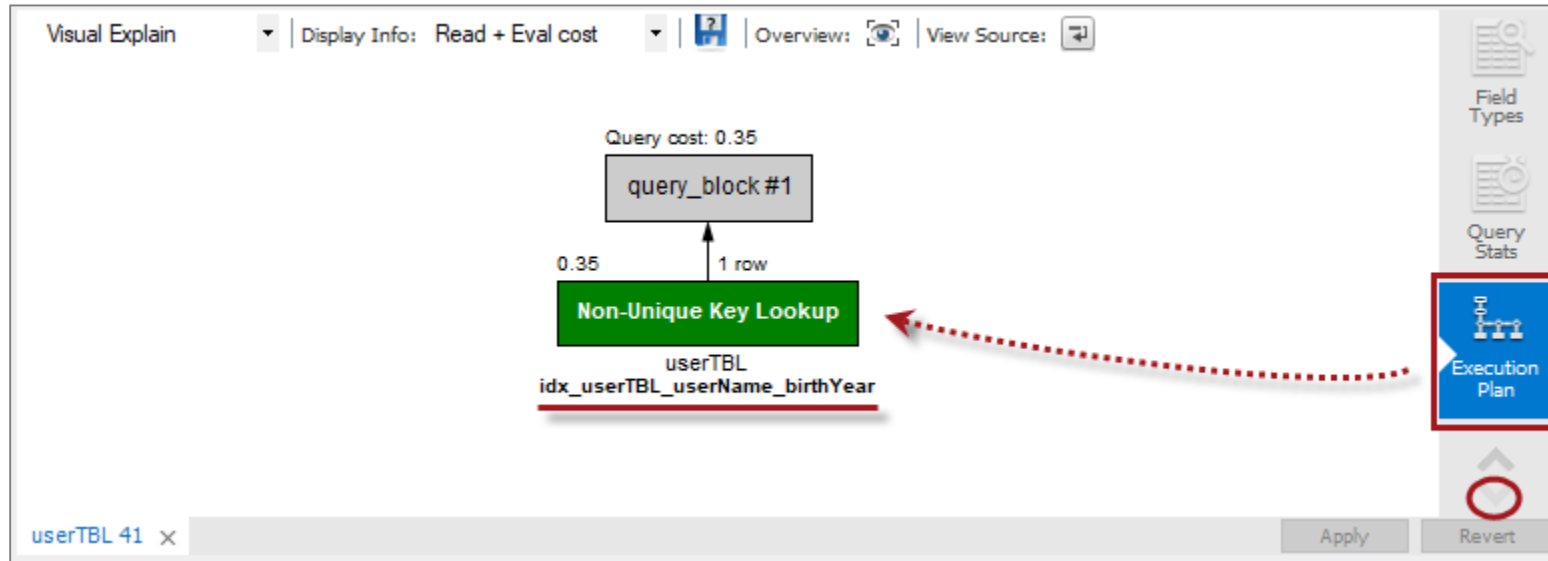 Visual Explain Display Info: Read + Eval cost Overview: View Source:
Field
Types
Query cost: 0.35
query_block #1
Query
Stats
0.35 1 row
Non-Unique Key Lookup
userTBL
idx_userTBL_userName_birthYear
Execution
Plan
userTBL 41
Apply Revert